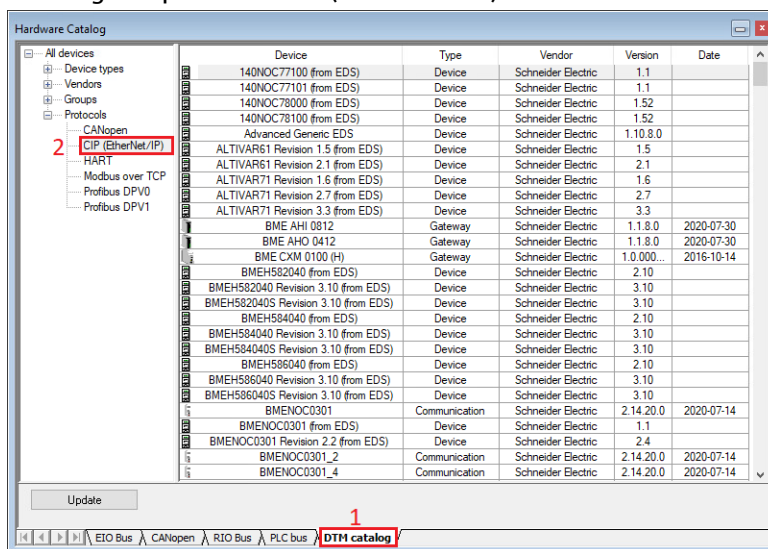 Hardware Catalog
All devices
Device types
Vendors
Groups
Protocols
CANopen
2 CIP (EtherNet/IP)
HART
Modbus over TCP
Profibus DPV0
Profibus DPV1
Device Type Vendor Version Date
140NOC77100 (from EDS) Device Schneider Electric 1.1
140NOC77101 (from EDS) Device Schneider Electric 1.1
140NOC78000 (from EDS) Device Schneider Electric 1.52
140NOC78100 (from EDS) Device Schneider Electric 1.52
Advanced Generic EDS Device Schneider Electric 1.10.8.0
ALTIVAR61 Revision 1.5 (from EDS) Device Schneider Electric 1.5
ALTIVAR61 Revision 2.1 (from EDS) Device Schneider Electric 2.1
ALTIVAR71 Revision 1.6 (from EDS) Device Schneider Electric 1.6
ALTIVAR71 Revision 2.7 (from EDS) Device Schneider Electric 2.7
ALTIVAR71 Revision 3.3 (from EDS) Device Schneider Electric 3.3
BME AHI 0812 Gateway Schneider Electric 1.1.8.0 2020-07-30
BME AHO 0412 Gateway Schneider Electric 1.1.8.0 2020-07-30
BME CXM 0100 (H) Gateway Schneider Electric 1.0.000... 2016-10-14
BMEH582040 (from EDS) Device Schneider Electric 2.10
BMEH582040 Revision 3.10 (from EDS) Device Schneider Electric 3.10
BMEH582040S Revision 3.10 (from EDS) Device Schneider Electric 3.10
BMEH584040 (from EDS) Device Schneider Electric 2.10
BMEH584040 Revision 3.10 (from EDS) Device Schneider Electric 3.10
BMEH584040S Revision 3.10 (from EDS) Device Schneider Electric 3.10
BMEH586040 (from EDS) Device Schneider Electric 2.10
BMEH586040 Revision 3.10 (from EDS) Device Schneider Electric 3.10
BMEH586040S Revision 3.10 (from EDS) Device Schneider Electric 3.10
BMENOC0301 Communication Schneider Electric 2.14.20.0 2020-07-14
BMENOC0301 (from EDS) Device Schneider Electric 1.1
BMENOC0301 Revision 2.2 (from EDS) Device Schneider Electric 2.4
BMENOC0301_2 Communication Schneider Electric 2.14.20.0 2020-07-14
BMENOC0301_4 Communication Schneider Electric 2.14.20.0 2020-07-14
Update
1
EIO Bus CANopen RIO Bus PLC bus DTM catalog